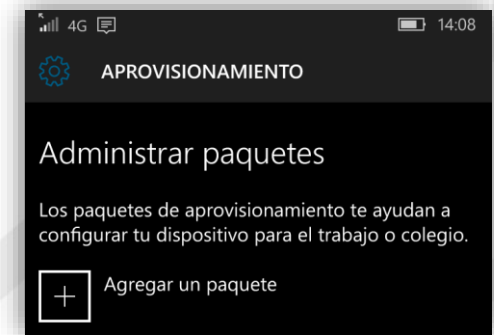 4G 14:08
APROVISIONAMIENTO
Administrar paquetes
Los paquetes de aprovisionamiento te ayudan a
configurar tu dispositivo para el trabajo o colegio.
Agregar un paquete